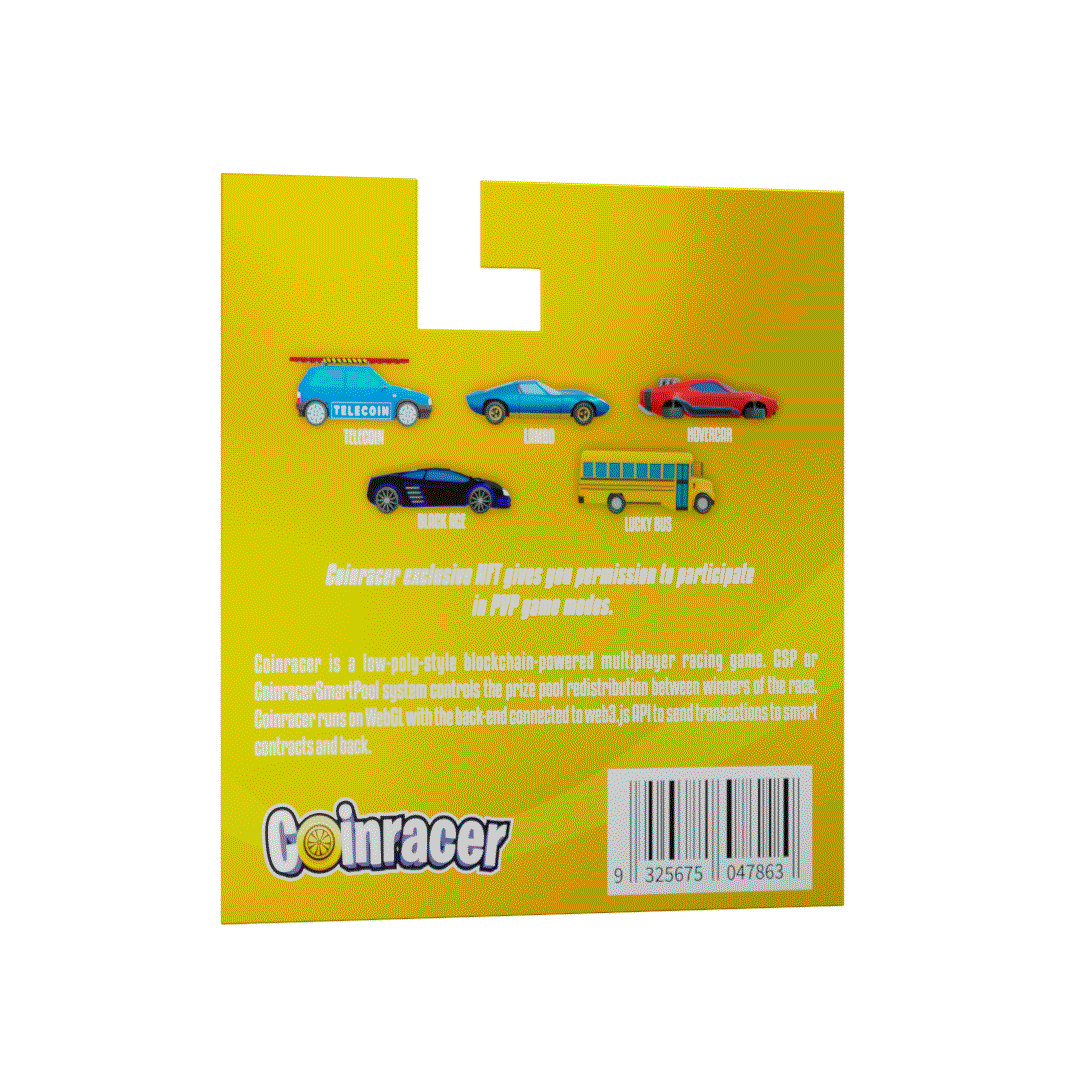 TELECOIN
TELECOIN
LAMBO
HOVERCAR
LUCKY BUS
Coinracer exclusive NFT gives you permission to participate
in PVP game modes.
Coinracer is a low-poly-style blockchain-powered multiplayer racing game. CSP or
CoinracerSmartPool system controls the prize pool redistribution between winners of the race.
Coinracer runs on WebGL with the back-end connected to web3.js API to send transactions to smart
contracts and back.
Coinracer
9 325675 047863